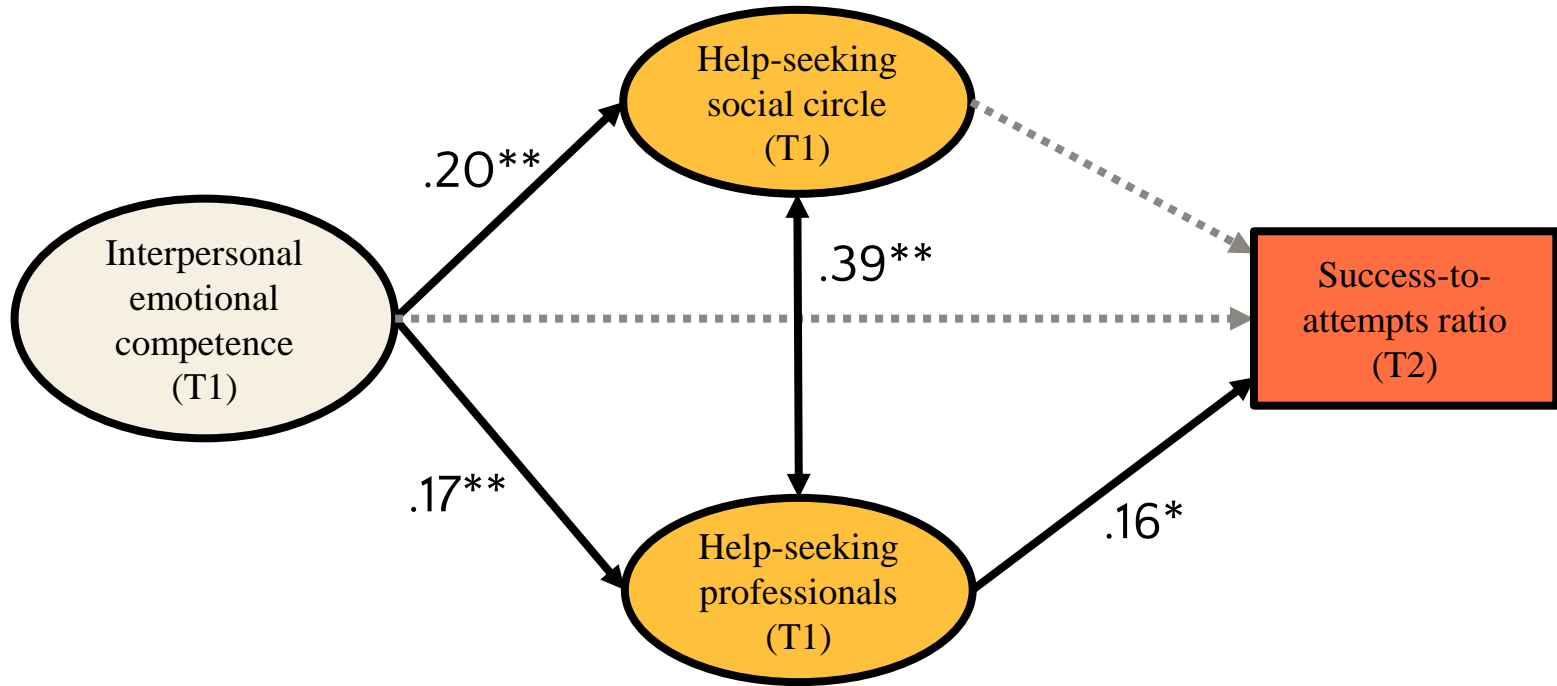 Help-seeking
social circle
(T1)
.20**
Interpersonal
emotional
competence
(T1)
.39**
Success-to-
attempts ratio
(T2)
.17**
Help-seeking
professionals
(T1)
.16*